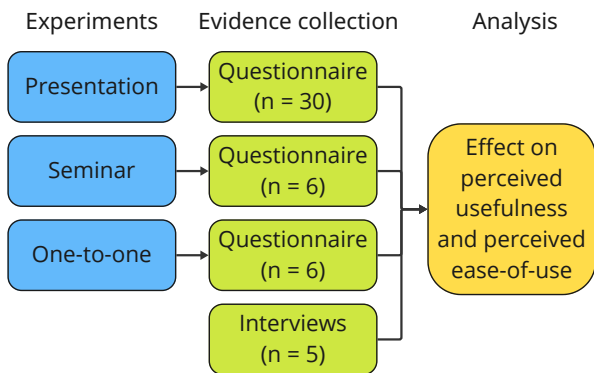 Experiments
Evidence collection
Analysis
Presentation
Questionnaire
(n = 30)
Seminar
Questionnaire
(n = 6)
One-to-one
Questionnaire
(n = 6)
Interviews
(n = 5)
Effect on
perceived
usefulness
and perceived
ease-of-use